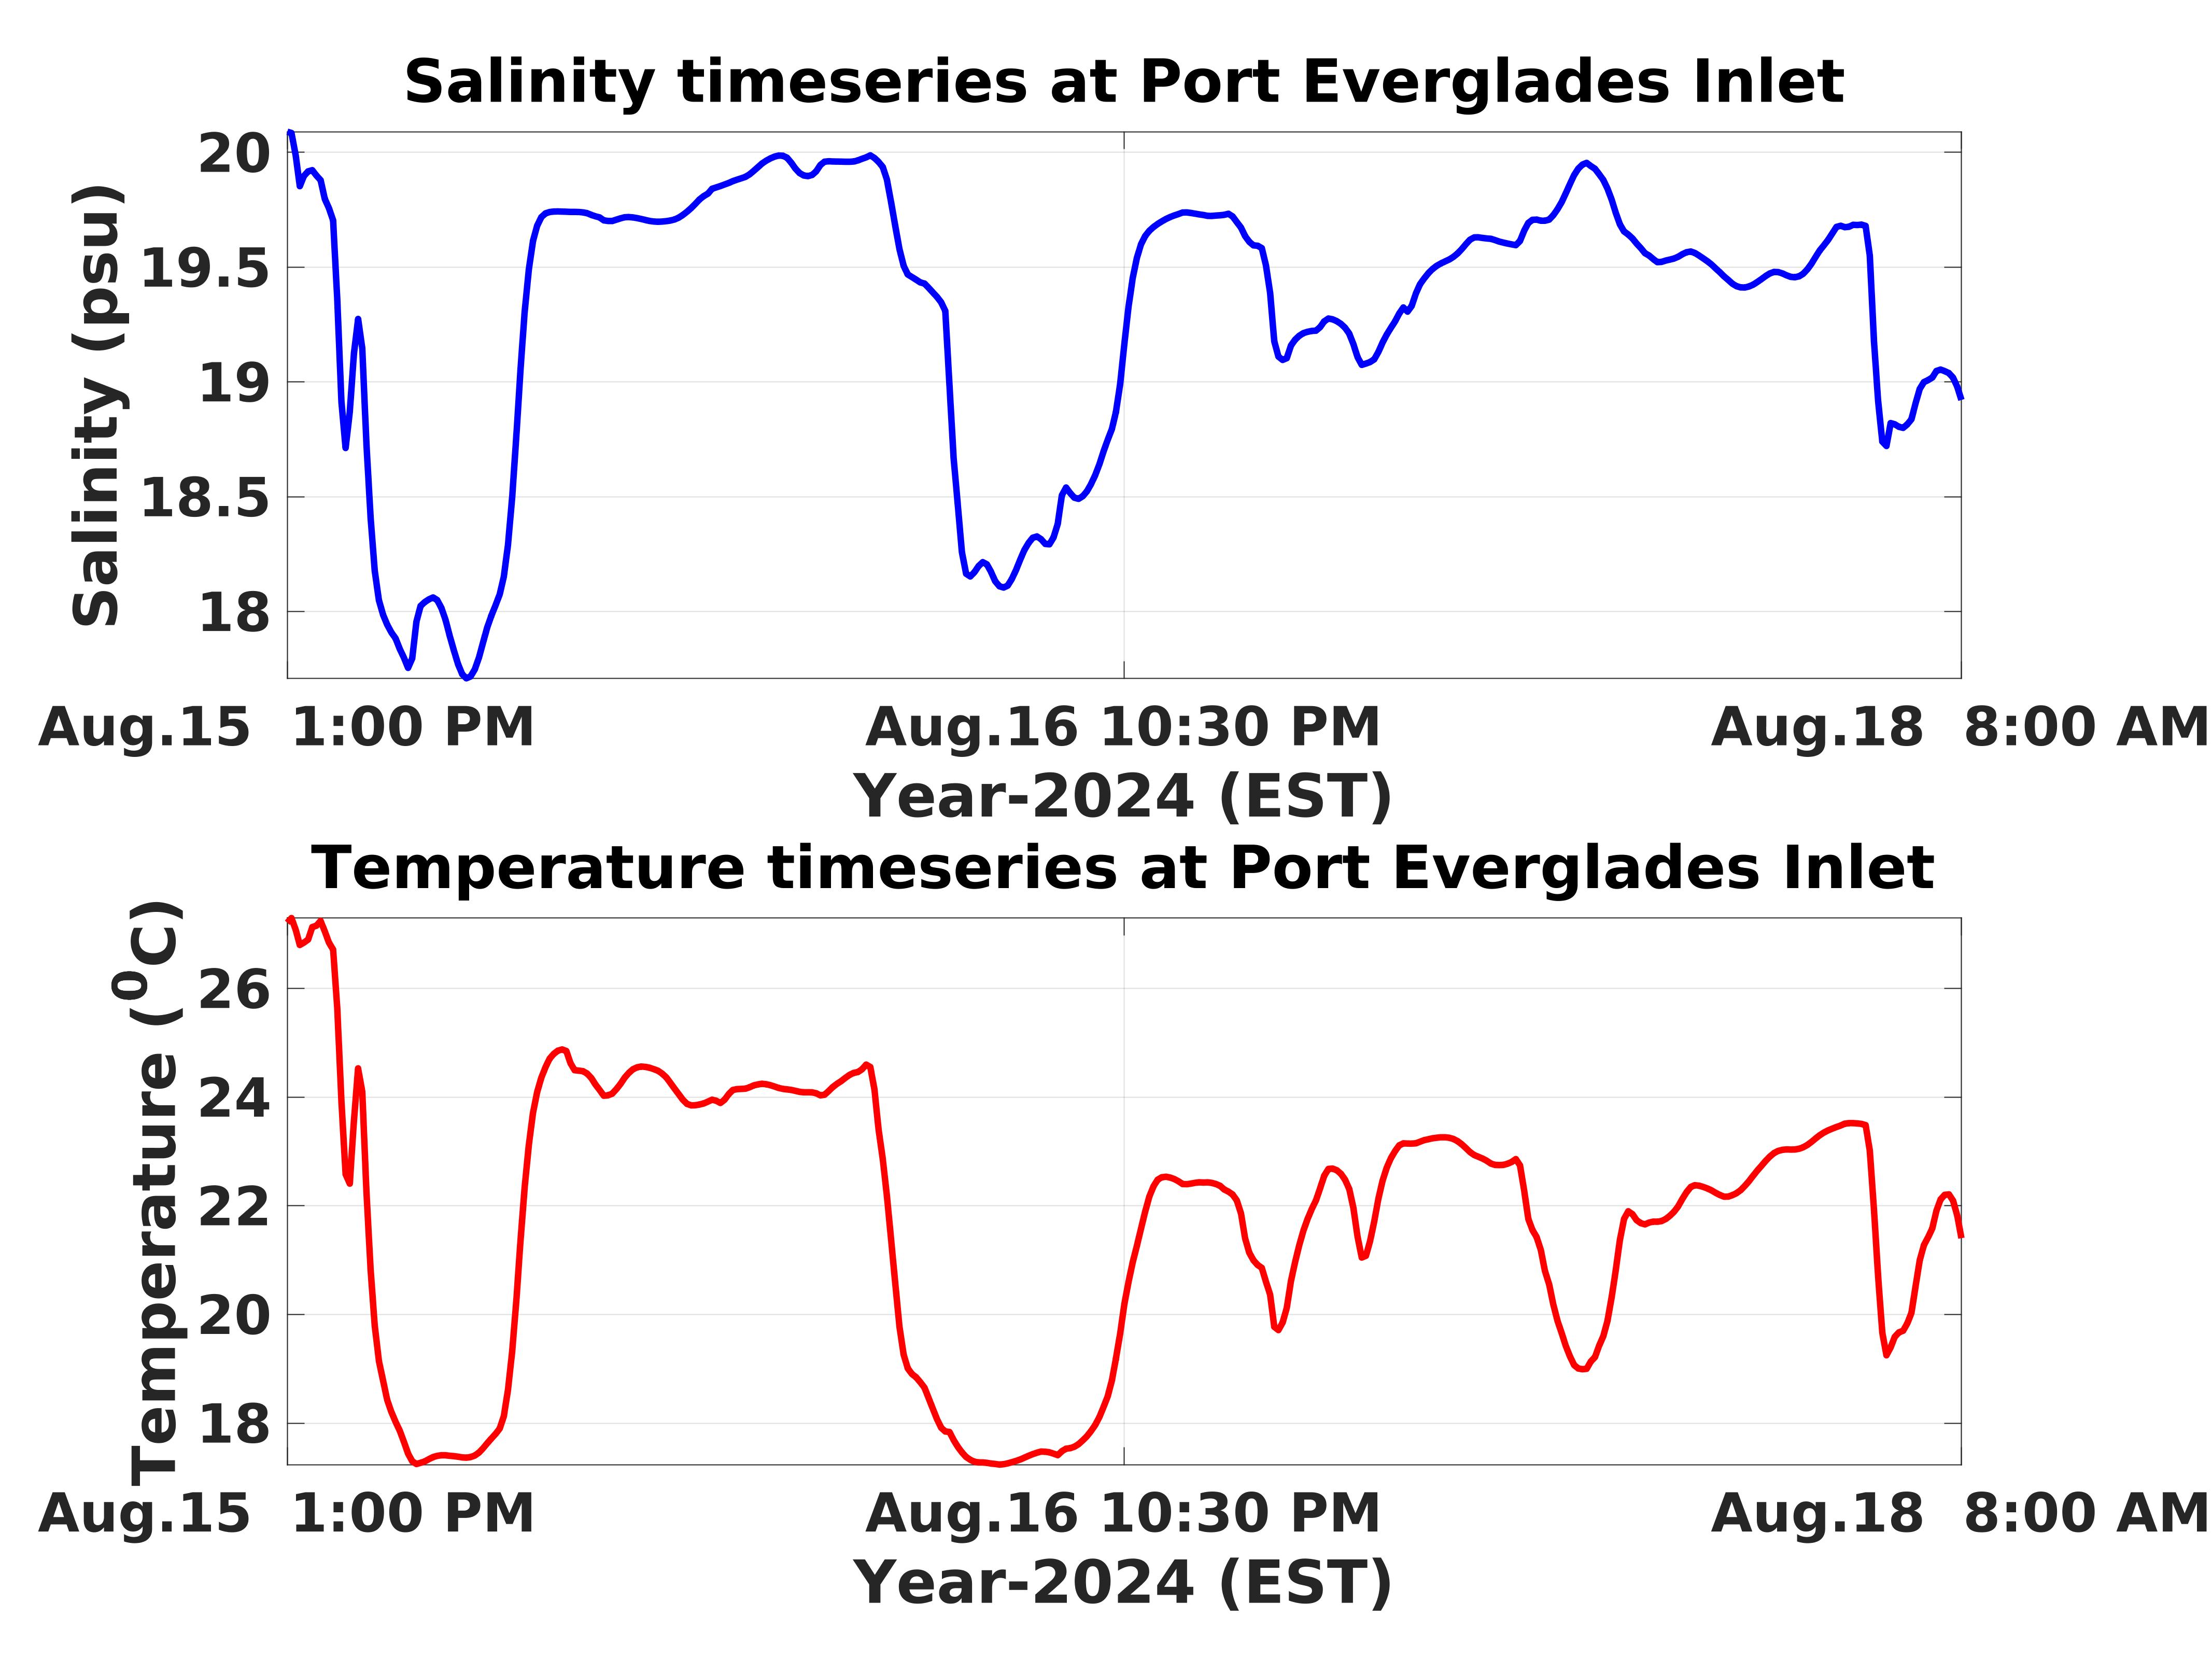 Salinity timeseries at Port Everglades Inlet
Salinity (psu)
20
19.5
19
18.5
18
Aug.15  1:00 PM
Aug.16 10:30 PM
Aug.18  8:00 AM
Year-2024 (EST)
Temperature timeseries at Port Everglades Inlet
Temperature (⁰C)
26
24
22
20
18
Aug.15  1:00 PM
Aug.16 10:30 PM
Aug.18  8:00 AM
Year-2024 (EST)